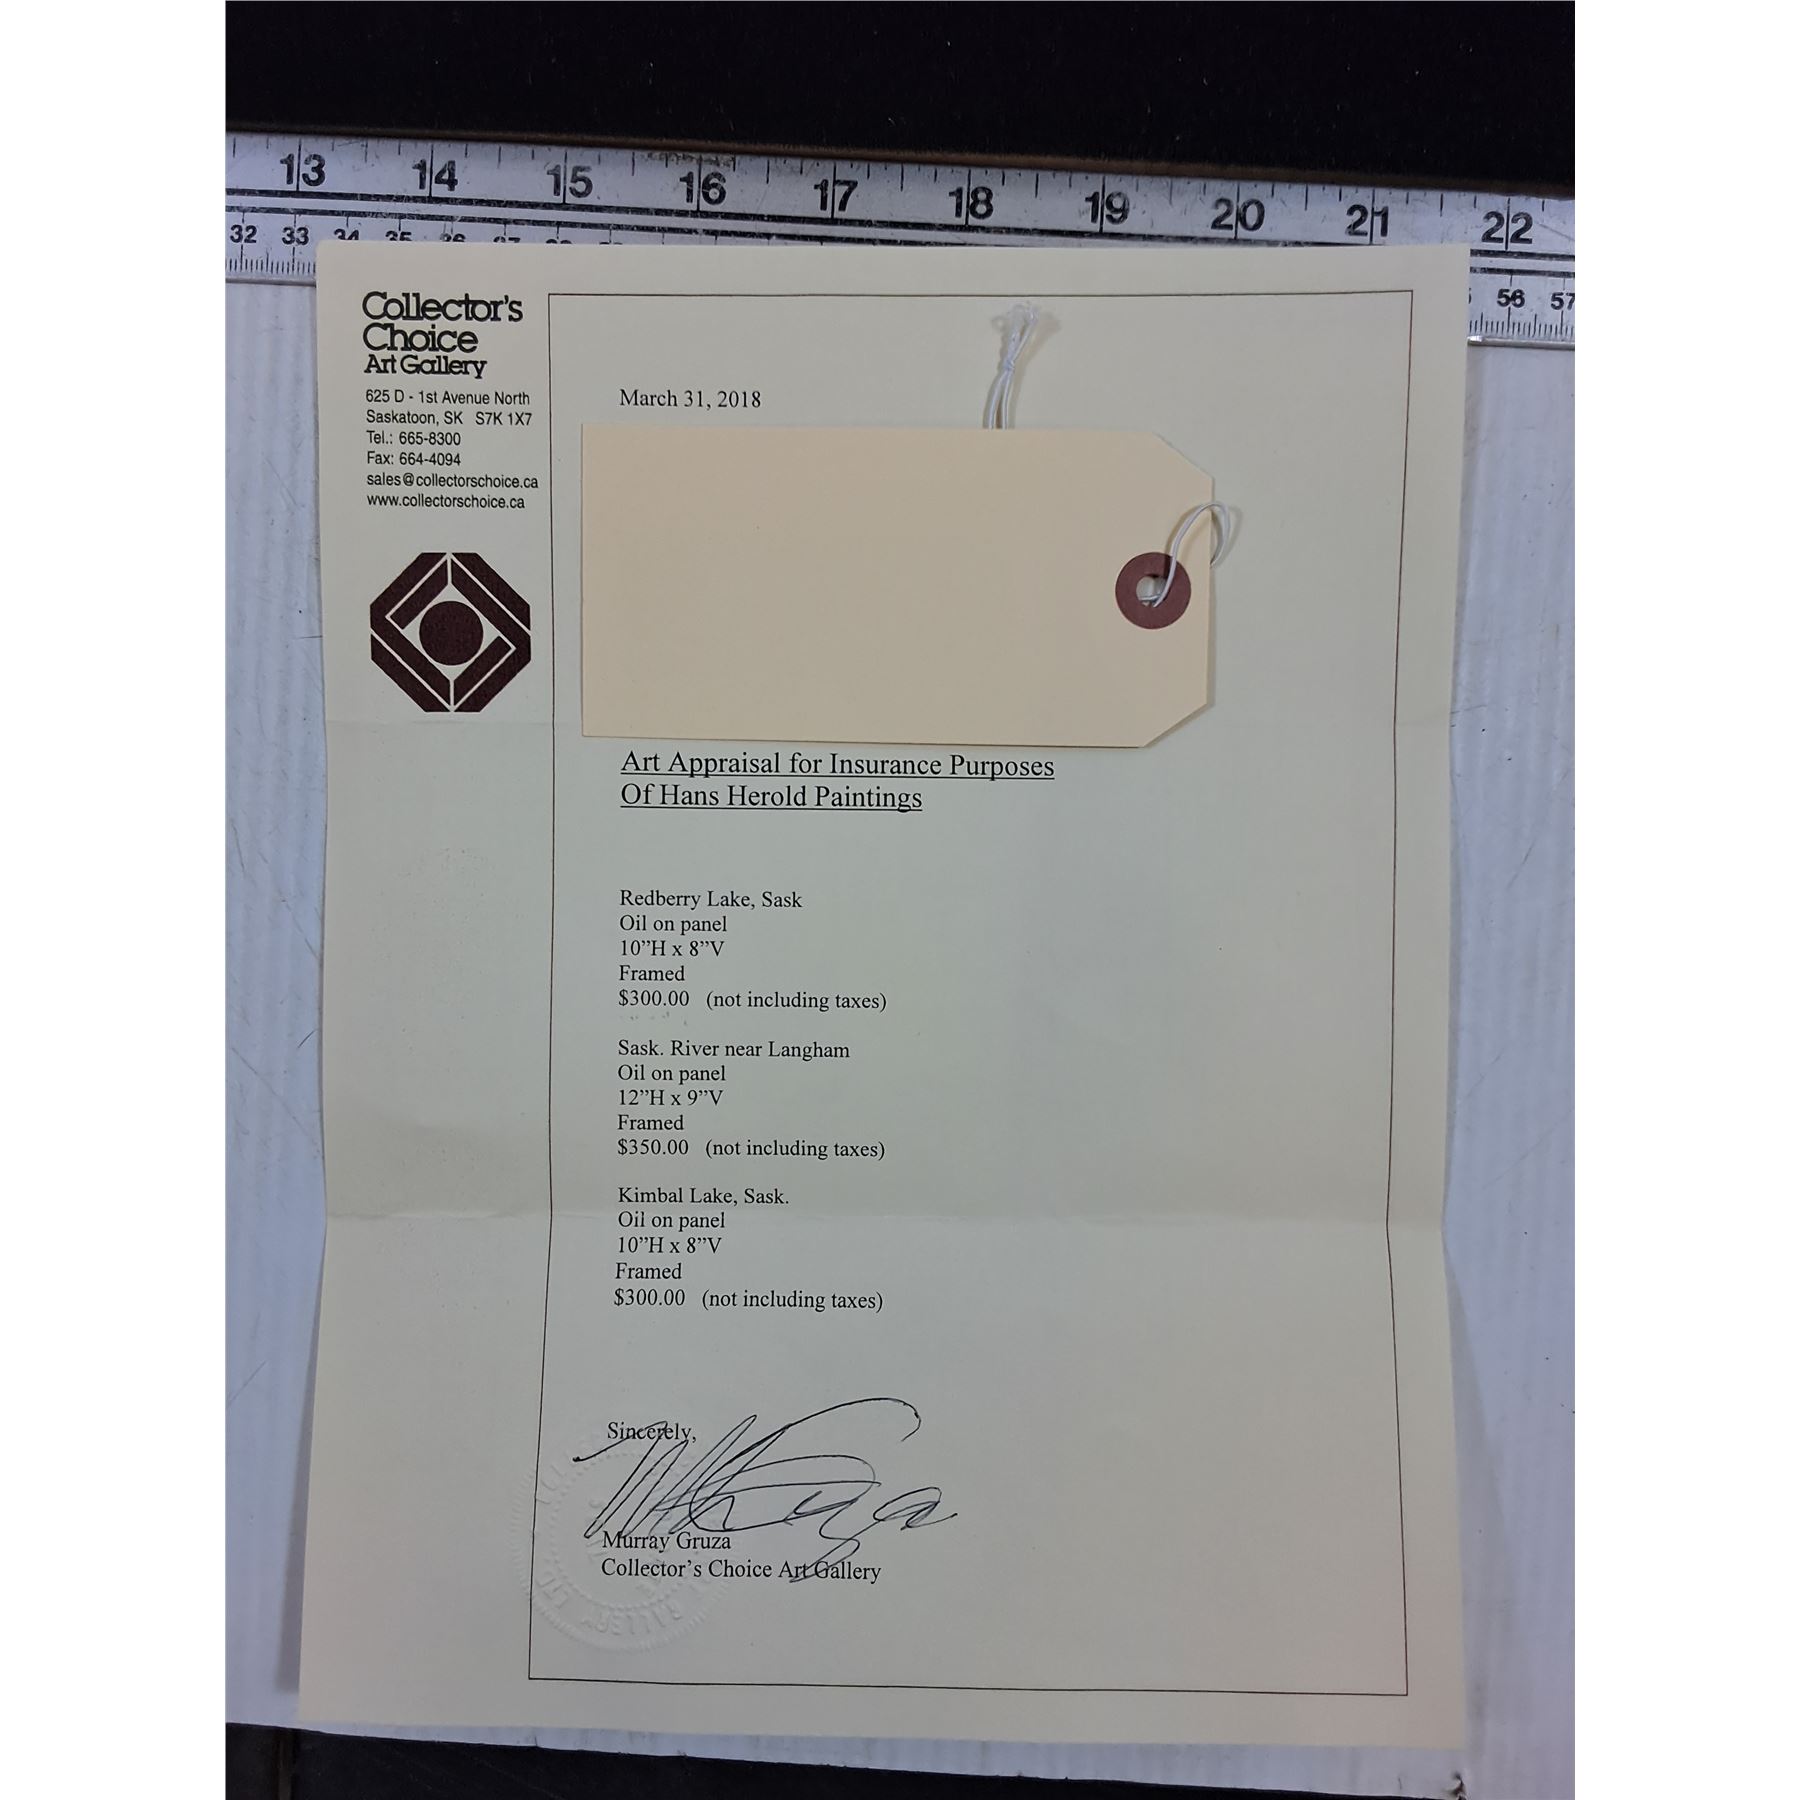 13 14 15 16 17 18 19 20 21 22
32 33 34 35 36 37 56 57
Collector's
Choice
Art Gallery
625 D - 1st Avenue North
Saskatoon, SK S7K 1X7
Tel.: 665-8300
Fax: 664-4094
sales@collectorschoice.ca
www.collectorschoice.ca
March 31, 2018
Art Appraisal for Insurance Purposes
Of Hans Herold Paintings
Redberry Lake, Sask
Oil on panel
10”H x 8”V
Framed
$300.00 (not including taxes)
Sask. River near Langham
Oil on panel
12”H x 9”V
Framed
$350.00 (not including taxes)
Kimbal Lake, Sask.
Oil on panel
10”H x 8”V
Framed
$300.00 (not including taxes)
Sincerely,
Murray Gruza
Collector’s Choice Art Gallery